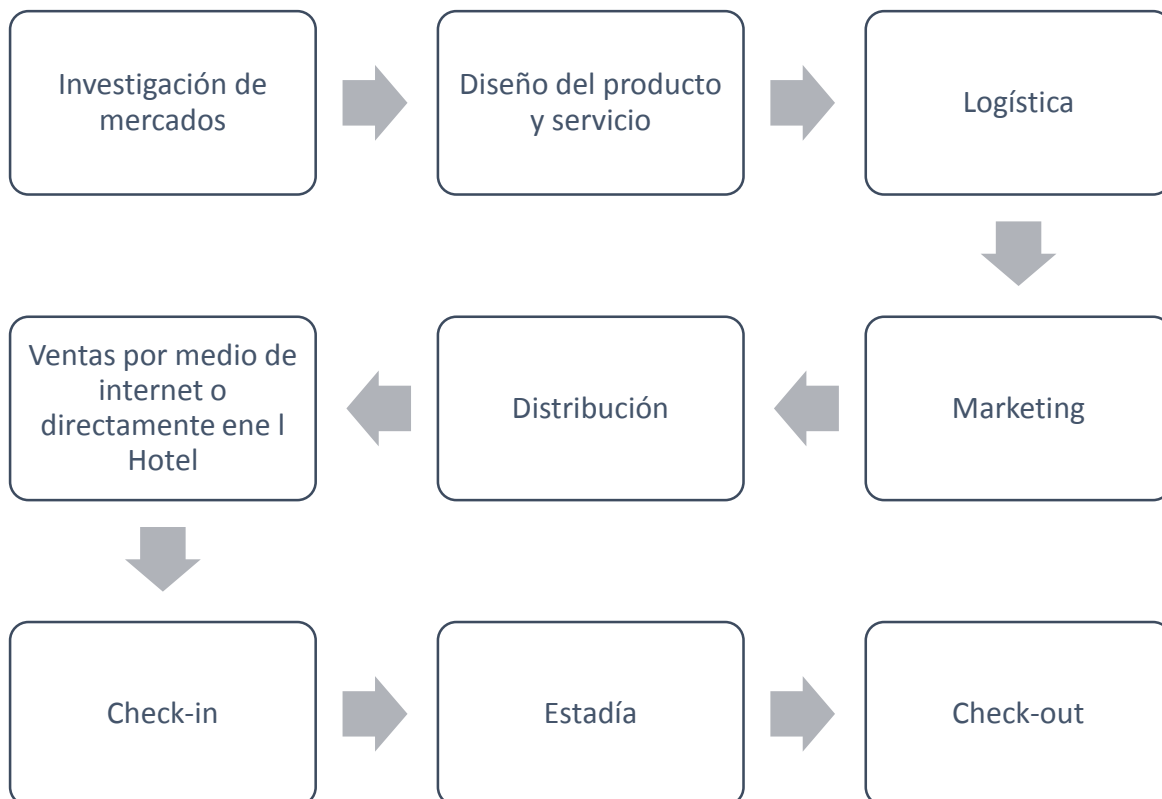 Investigación de
mercados
Diseño del producto
y servicio
Logística
Marketing
Distribución
Ventas por medio de
internet o
directamente ene l
Hotel
Check-in
Estadía
Check-out